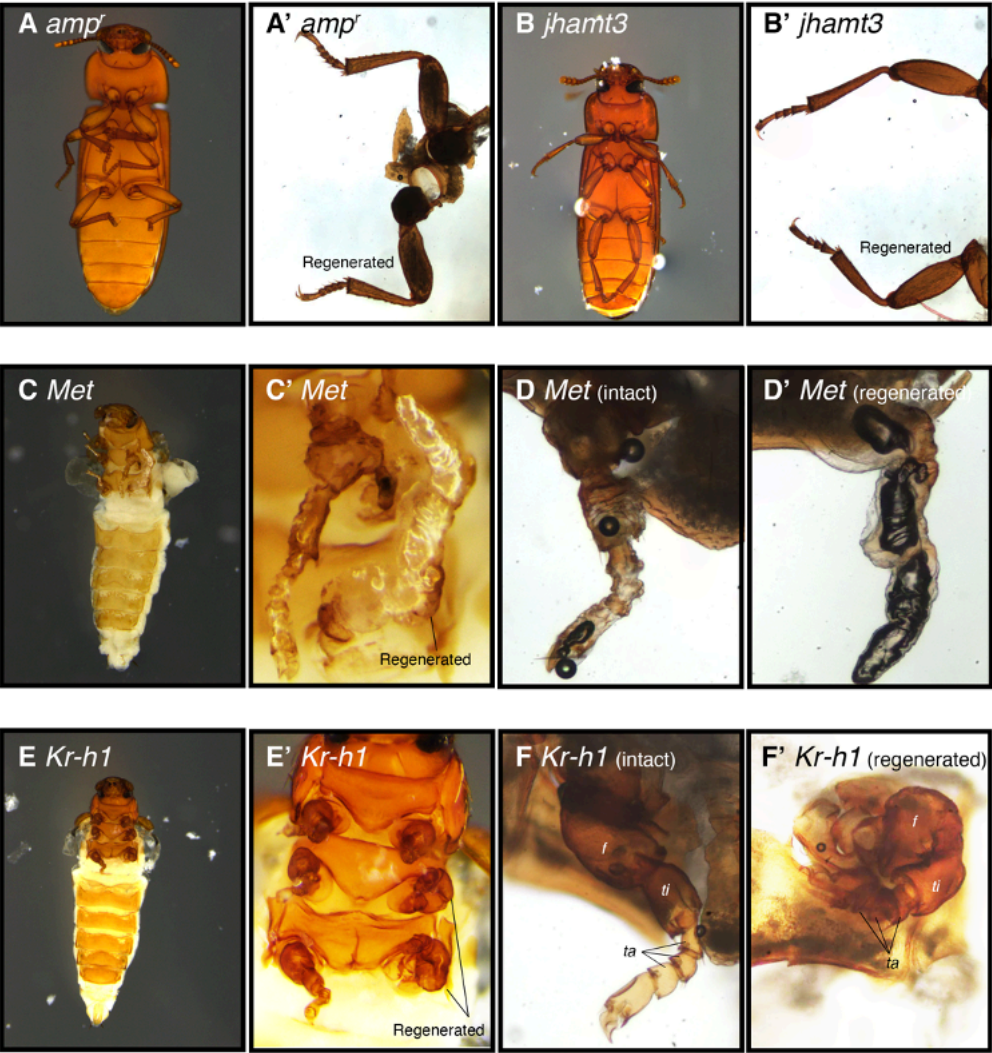 A amp^r
A' amp^r
B jhamt3
B' jhamt3
Regenerated
Regenerated
C Met
C' Met
D Met (intact)
D' Met (regenerated)
Regenerated
E Kr-h1
E' Kr-h1
F Kr-h1 (intact)
F' Kr-h1 (regenerated)
f
f
ti
ti
ta
ta
Regenerated